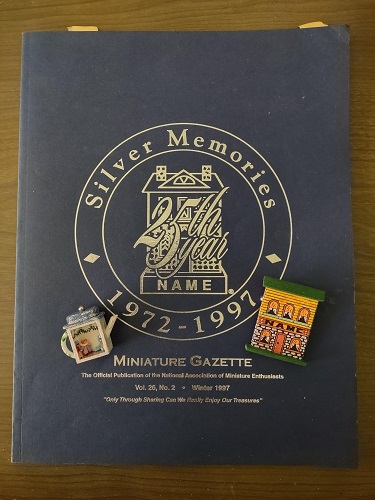 Silver Memories
25th
year
NAME
1972 - 1997
MINIATURE GAZETTE
The Official Publication of the National Association of Miniature Enthusiasts
Vol. 26, No. 2 • Winter 1997
"Only Through Sharing Can We Really Enjoy Our Treasures"
NAME